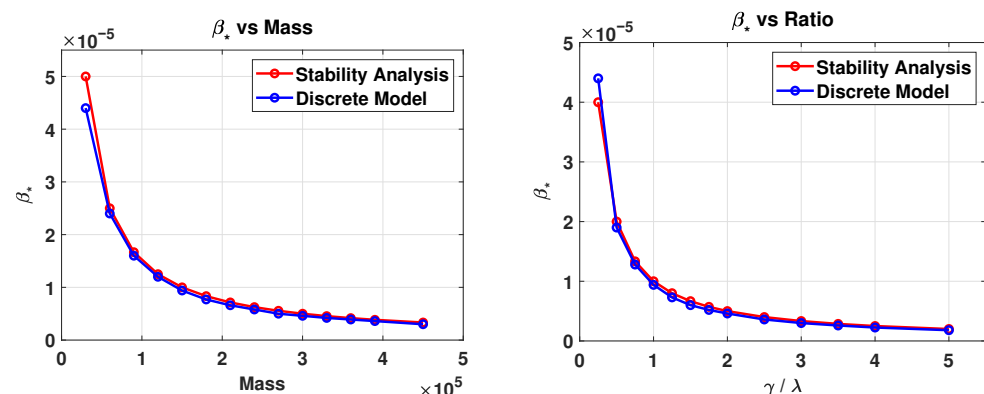 β* vs Mass
×10⁻⁵
5
4
3
2
1
0
β*
Stability Analysis
Discrete Model
0 1 2 3 4 5
Mass
×10⁵
β* vs Ratio
×10⁻⁵
5
4
3
2
1
0
β*
Stability Analysis
Discrete Model
0 1 2 3 4 5
γ / λ